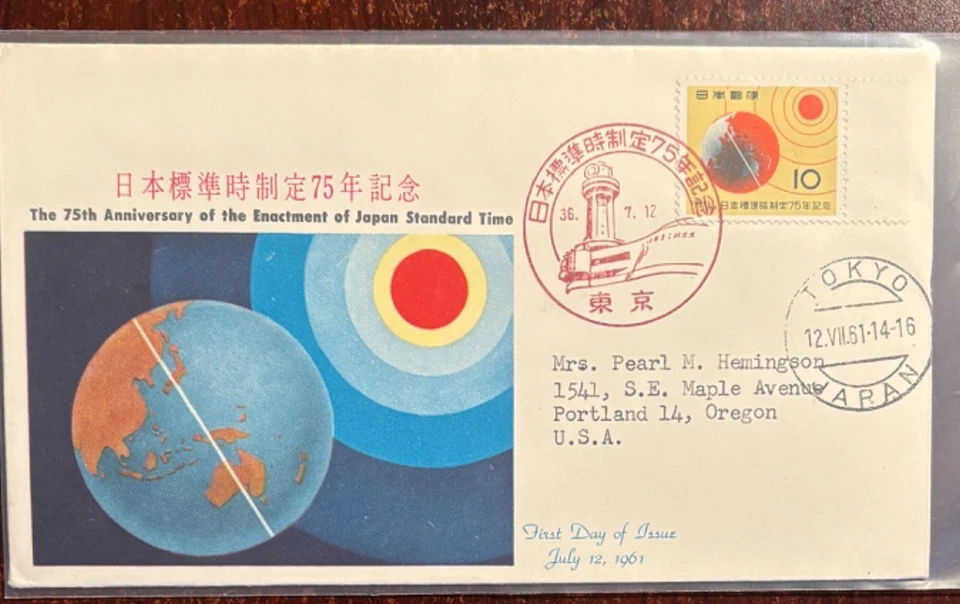 日本標準時制定75年記念
The 75th Anniversary of the Enactment of Japan Standard Time
日本標準時制定75年記念
36. 7. 12
東京
日本郵便
10
日本標準時制定75年記念
TOKYO
12.VII.61.14-16
JAPAN
Mrs. Pearl M. Hemingson
1541, S.E. Maple Avenue
Portland 14, Oregon
U.S.A.
First Day of Issue
July 12, 1961